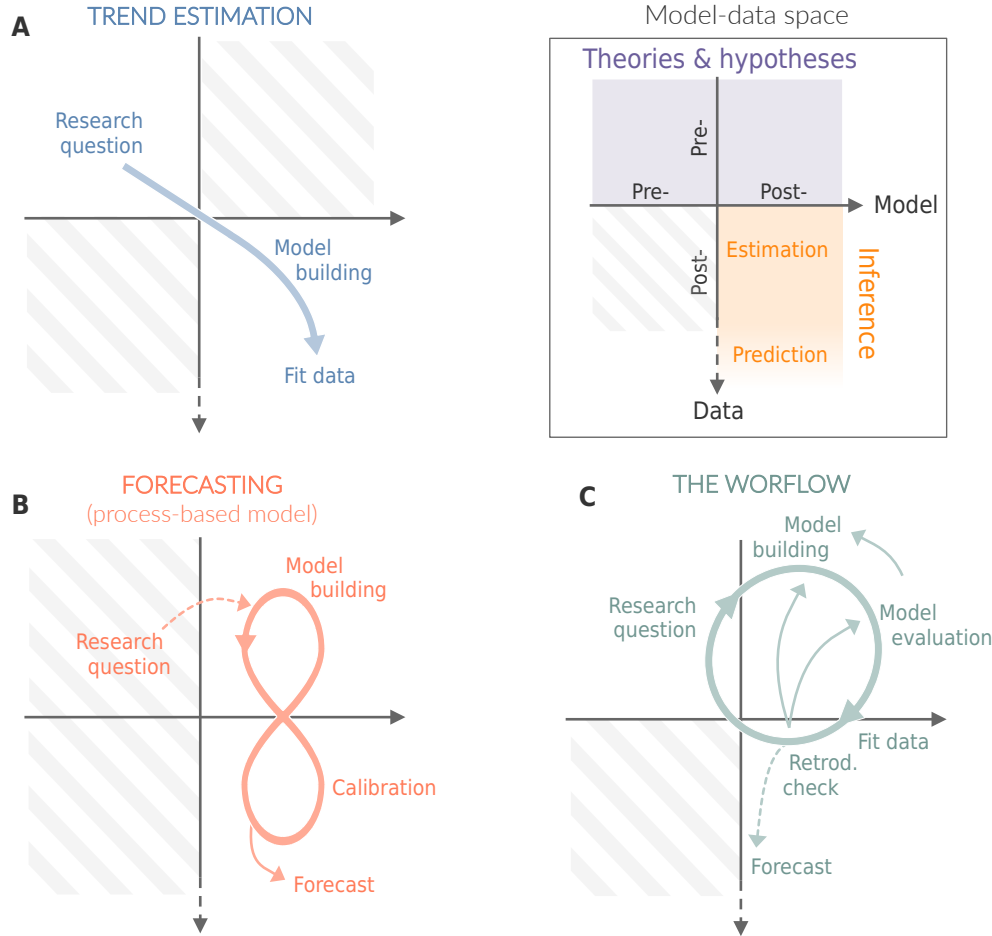 A
TREND ESTIMATION
Research
question
Model
building
Fit data
Model-data space
Theories & hypotheses
Pre-
Pre-
Post-
Model
Post-
Estimation
Inference
Prediction
Data
B
FORECASTING
(process-based model)
Model
building
Research
question
Calibration
Forecast
C
THE WORFLOW
Model
building
Research
question
Model
evaluation
Fit data
Retrod.
check
Forecast